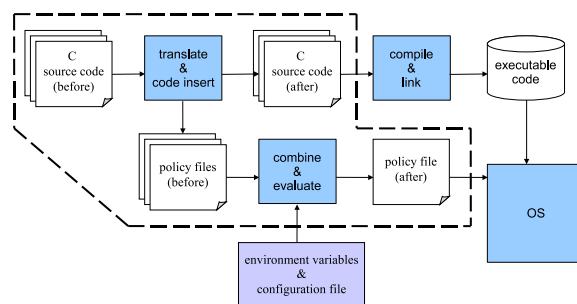 C
source code
(before)
translate
&
code insert
C
source code
(after)
compile
&
link
executable
code
policy files
(before)
combine
&
evaluate
policy file
(after)
OS
environment variables
&
configuration file